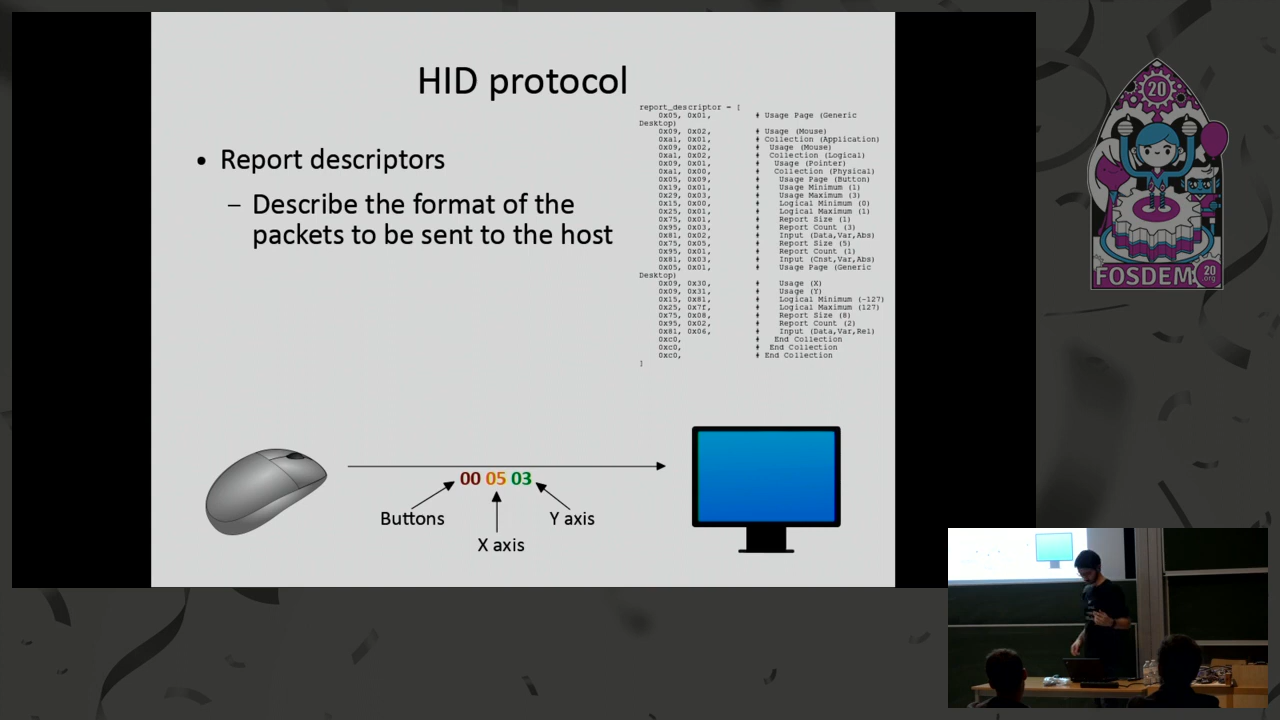 HID protocol
• Report descriptors
– Describe the format of the
packets to be sent to the host
report_descriptor = [
0x05, 0x01, # Usage Page (Generic
Desktop)
0x09, 0x02, # Usage (Mouse)
0xa1, 0x01, # Collection (Application)
0x09, 0x02, # Usage (Mouse)
0xa1, 0x02, # Collection (Logical)
0x09, 0x01, # Usage (Pointer)
0xa1, 0x00, # Collection (Physical)
0x05, 0x09, # Usage Page (Button)
0x19, 0x01, # Usage Minimum (1)
0x29, 0x03, # Usage Maximum (3)
0x15, 0x00, # Logical Minimum (0)
0x25, 0x01, # Logical Maximum (1)
0x75, 0x01, # Report Size (1)
0x95, 0x03, # Report Count (3)
0x81, 0x02, # Input (Data,Var,Abs)
0x75, 0x05, # Report Size (5)
0x95, 0x01, # Report Count (1)
0x81, 0x03, # Input (Cnst,Var,Abs)
0x05, 0x01, # Usage Page (Generic
Desktop)
0x09, 0x30, # Usage (X)
0x09, 0x31, # Usage (Y)
0x15, 0x81, # Logical Minimum (-127)
0x25, 0x7f, # Logical Maximum (127)
0x75, 0x08, # Report Size (8)
0x95, 0x02, # Report Count (2)
0x81, 0x06, # Input (Data,Var,Rel)
0xc0, # End Collection
0xc0, # End Collection
0xc0, # End Collection
]
00 05 03
Buttons
X axis
Y axis
20
FOSDEM
20
.org